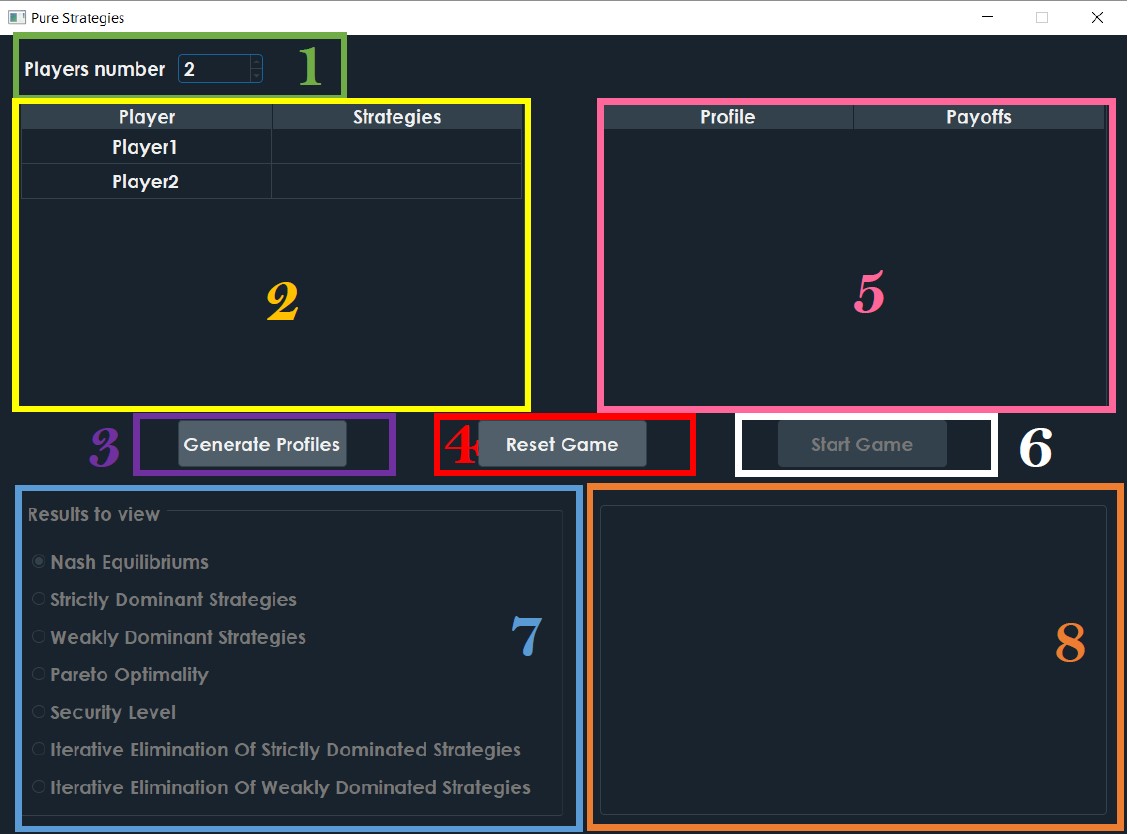 Pure Strategies
Players number 2 1
Player Strategies
Player1
Player2
2
Profile Payoffs
5
3 Generate Profiles
4 Reset Game
Start Game 6
Results to view
Nash Equilibriums
Strictly Dominant Strategies
Weakly Dominant Strategies
Pareto Optimality
Security Level
Iterative Elimination Of Strictly Dominated Strategies
Iterative Elimination Of Weakly Dominated Strategies
7
8